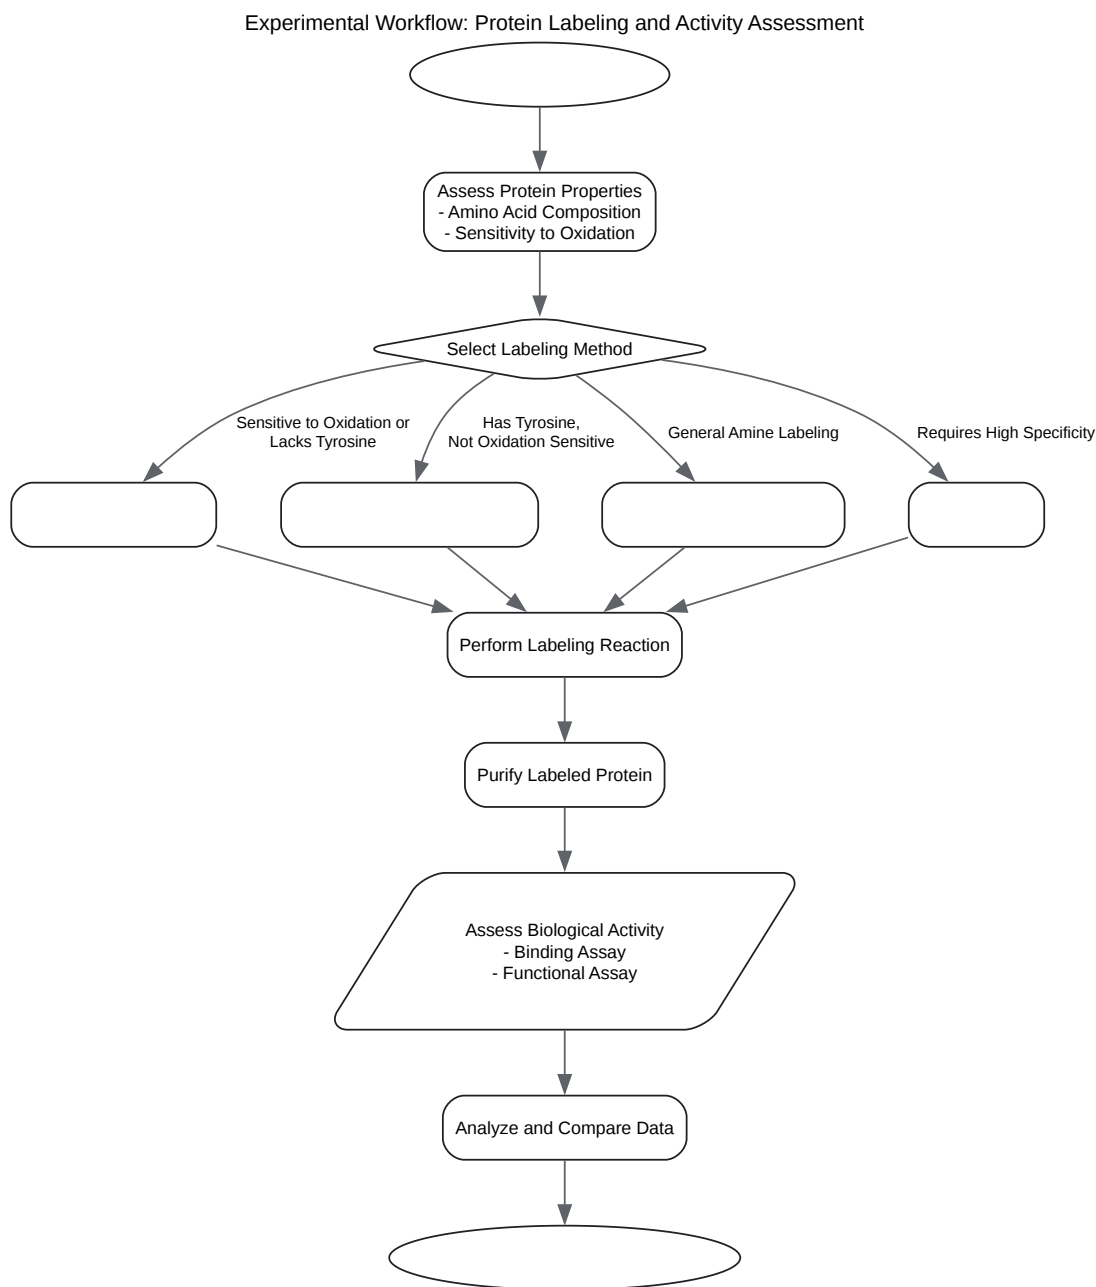 Experimental Workflow: Protein Labeling and Activity Assessment
Assess Protein Properties
- Amino Acid Composition
- Sensitivity to Oxidation
Select Labeling Method
Sensitive to Oxidation or
Lacks Tyrosine
Has Tyrosine,
Not Oxidation Sensitive
General Amine Labeling
Requires High Specificity
Perform Labeling Reaction
Purify Labeled Protein
Assess Biological Activity
- Binding Assay
- Functional Assay
Analyze and Compare Data